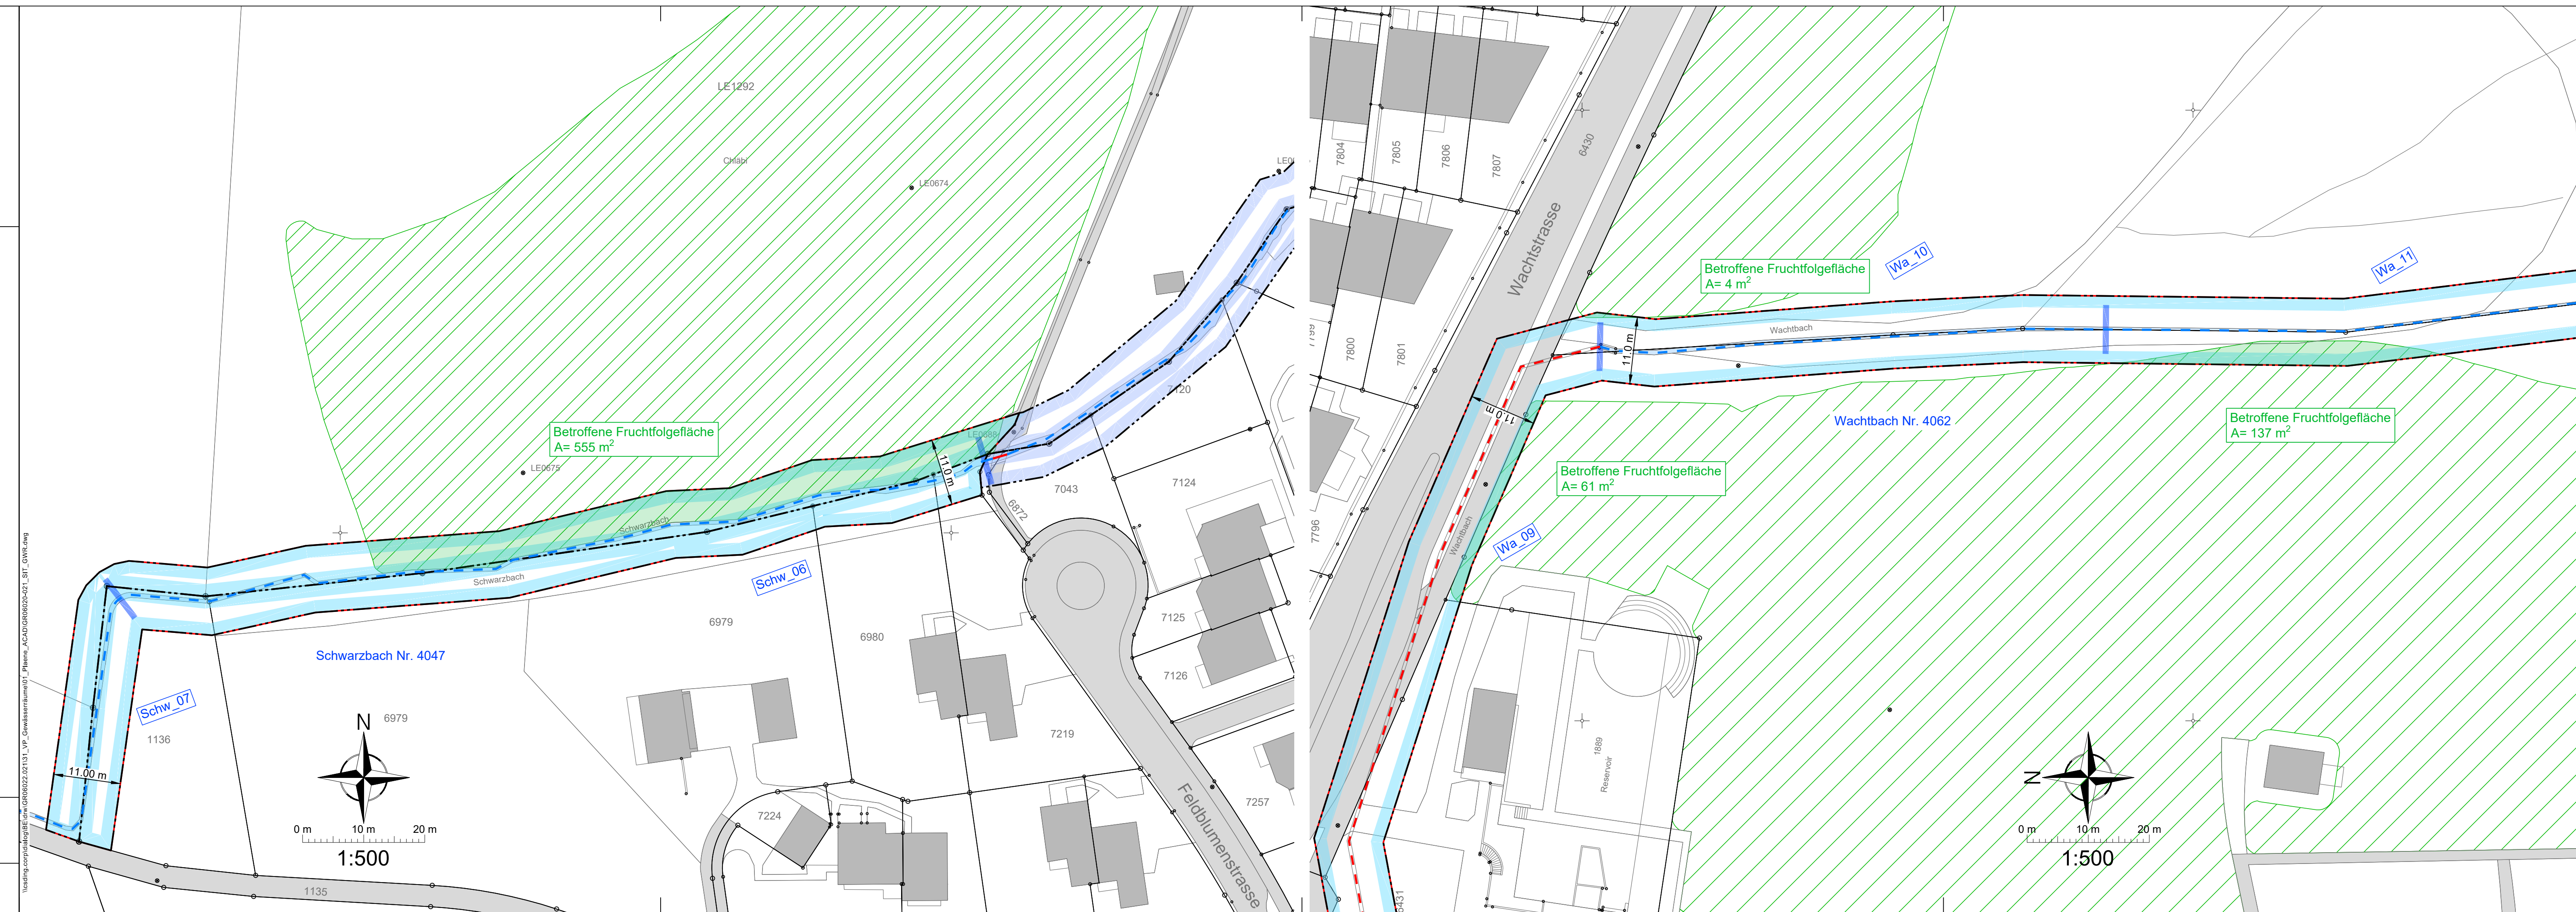 LE1292
Chläbi
LE0674
LE0675
Betroffene Fruchtfolgefläche
A= 555 m²
LE0688
11.0 m
Schwarzbach
Schwarzbach
Schw_06
Schw_07
Schwarzbach Nr. 4047
6979
6979
6980
1136
11.00 m
N
0 m 10 m 20 m
1:500
1135
7224
7219
7257
7043
6872
7120
7124
7125
7126
Feldblumenstrasse
7804
7805
7806
7807
7800
7801
7796
6430
Wachtstrasse
Betroffene Fruchtfolgefläche
A= 4 m²
Wa_10
Wa_11
Wachtbach
11.0 m
11.0 m
Wachtbach Nr. 4062
Betroffene Fruchtfolgefläche
A= 137 m²
Betroffene Fruchtfolgefläche
A= 61 m²
Wa_09
Wachtbach
1889
Reservoir
N
0 m 10 m 20 m
1:500